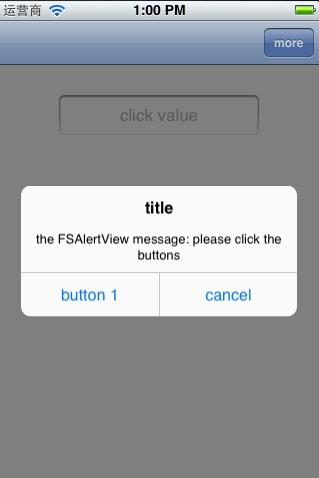 运营商 1:00 PM
more
click value
title
the FSAlertView message: please click the
buttons
button 1 cancel